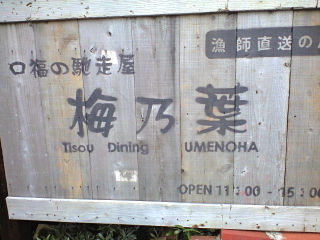 漁師直送の
口福の馳走屋
梅乃葉
Tisou Dining UMENOHA
OPEN 11:00 - 15:00